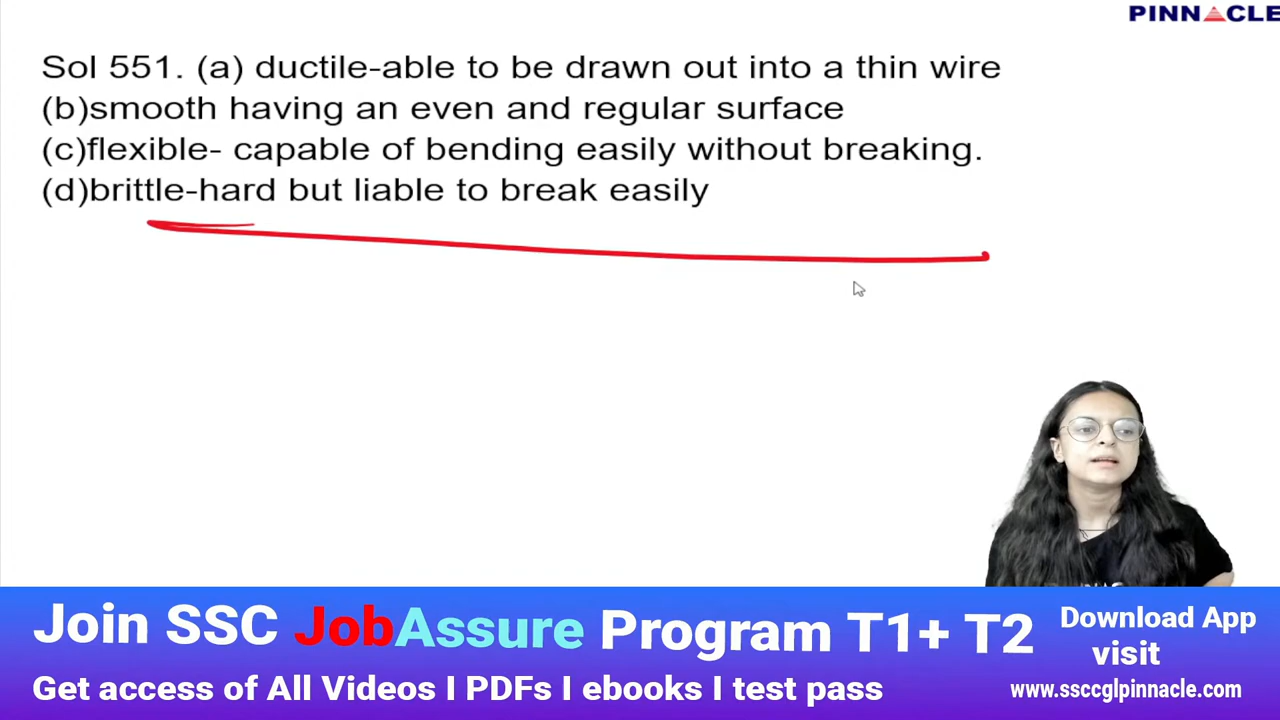 PINNACLE
Sol 551. (a) ductile-able to be drawn out into a thin wire
(b)smooth having an even and regular surface
(c)flexible- capable of bending easily without breaking.
(d)brittle-hard but liable to break easily
Join SSC JobAssure Program T1+ T2
Get access of All Videos I PDFs I ebooks I test pass
Download App
visit
www.ssccglpinnacle.com